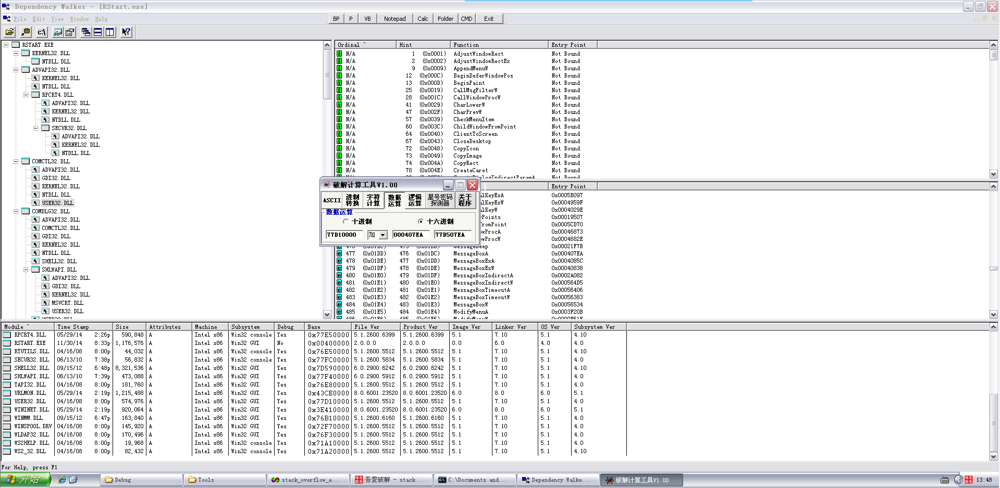 Dependency Walker - [RStart.exe]
File Edit View Window Help
BP P VB Notepad Calc Folder CMD Exit
c:\
RSTART.EXE
KERNEL32.DLL
NTDLL.DLL
ADVAPI32.DLL
KERNEL32.DLL
NTDLL.DLL
RPCRT4.DLL
ADVAPI32.DLL
KERNEL32.DLL
NTDLL.DLL
SECUR32.DLL
ADVAPI32.DLL
KERNEL32.DLL
NTDLL.DLL
COMCTL32.DLL
ADVAPI32.DLL
GDI32.DLL
KERNEL32.DLL
NTDLL.DLL
USER32.DLL
COMDLG32.DLL
ADVAPI32.DLL
COMCTL32.DLL
GDI32.DLL
KERNEL32.DLL
NTDLL.DLL
SHELL32.DLL
SHLWAPI.DLL
ADVAPI32.DLL
GDI32.DLL
KERNEL32.DLL
MSVCRT.DLL
USER32.DLL
Ordinal ^ Hint Function Entry Point
N/A 1 (0x0001) AdjustWindowRect Not Bound
N/A 2 (0x0002) AdjustWindowRectEx Not Bound
N/A 9 (0x0009) AppendMenuW Not Bound
N/A 12 (0x000C) BeginDeferWindowPos Not Bound
N/A 13 (0x000D) BeginPaint Not Bound
N/A 25 (0x0019) CallMsgFilterW Not Bound
N/A 28 (0x001C) CallWindowProcW Not Bound
N/A 41 (0x0029) CharLowerW Not Bound
N/A 47 (0x002F) CharPrevW Not Bound
N/A 57 (0x0039) CheckMenuItem Not Bound
N/A 60 (0x003C) ChildWindowFromPoint Not Bound
N/A 64 (0x0040) ClientToScreen Not Bound
N/A 67 (0x0043) CloseDesktop Not Bound
N/A 72 (0x0048) CopyIcon Not Bound
N/A 73 (0x0049) CopyImage Not Bound
N/A 74 (0x004A) CopyRect Not Bound
N/A 78 (0x004E) CreateCaret Not Bound
破解计算工具V1.00
ASCII 进制转换 字符计算 数据运算 逻辑运算 星号密码探测器 关于程序
数据运算
十进制 十六进制
77D10000 加 000407EA 77D507EA
Entry Point
alKeyExA 0x0005B097
alKeyExW 0x0004959F
alKeyW 0x0004029E
Points 0x00019507
omPoint 0x0005CD70
owProcA 0x00046873
owProcW 0x0004682E
MessageBeep 0x00021F7B
477 (0x01DD) 476 (0x01DC) MessageBoxA 0x000407EA
478 (0x01DE) 477 (0x01DD) MessageBoxExA 0x0004085C
479 (0x01DF) 478 (0x01DE) MessageBoxExW 0x00040838
480 (0x01E0) 479 (0x01DF) MessageBoxIndirectA 0x0002A082
481 (0x01E1) 480 (0x01E0) MessageBoxIndirectW 0x000564D5
482 (0x01E2) 481 (0x01E1) MessageBoxTimeoutA 0x00056406
483 (0x01E3) 482 (0x01E2) MessageBoxTimeoutW 0x00056383
484 (0x01E4) 483 (0x01E3) MessageBoxW 0x00056534
485 (0x01E5) 484 (0x01E4) ModifyMenuA 0x0003F20B
Module ^ Time Stamp Size Attributes Machine Subsystem Debug Base File Ver Product Ver Image Ver Linker Ver OS Ver Subsystem Ver
RPCRT4.DLL 05/29/14 2:26p 590,848 A Intel x86 Win32 console Yes 0x77E50000 5.1.2600.6399 5.1.2600.6399 5.1 7.10 5.1 4.10
RSTART.EXE 11/30/14 8:33p 1,176,576 A Intel x86 Win32 GUI No 0x00400000 2.0.0.0 2.0.0.0 0.0 6.0 4.0 4.0
RTUTILS.DLL 04/16/08 8:00p 44,032 A Intel x86 Win32 console Yes 0x76E50000 5.1.2600.5512 5.1.2600.5512 5.1 7.10 5.1 4.10
SECUR32.DLL 06/13/10 7:38p 56,832 A Intel x86 Win32 console Yes 0x77FC0000 5.1.2600.5834 5.1.2600.5834 5.1 7.10 5.1 4.0
SHELL32.DLL 09/15/12 6:48p 8,321,536 A Intel x86 Win32 GUI Yes 0x7D590000 6.0.2900.6242 6.0.2900.6242 5.1 7.10 5.1 4.10
SHLWAPI.DLL 06/13/10 7:39p 473,088 A Intel x86 Win32 GUI Yes 0x77F40000 6.0.2900.5912 6.0.2900.5912 5.1 7.10 5.1 4.0
TAPI32.DLL 04/16/08 8:00p 181,760 A Intel x86 Win32 GUI Yes 0x76E80000 5.1.2600.5512 5.1.2600.5512 5.1 7.10 5.1 4.0
URLMON.DLL 05/29/14 2:19p 1,215,488 A Intel x86 Win32 GUI Yes 0x43CE0000 8.0.6001.23520 8.0.6001.23520 6.0 8.0 6.0 5.1
USER32.DLL 04/16/08 8:00p 574,976 A Intel x86 Win32 GUI Yes 0x77D10000 5.1.2600.5512 5.1.2600.5512 5.1 7.10 5.1 4.0
WININET.DLL 05/29/14 2:19p 920,064 A Intel x86 Win32 GUI Yes 0x3E410000 8.0.6001.23520 8.0.6001.23520 6.0 8.0 6.0 5.1
WINMM.DLL 09/15/12 6:47p 163,840 A Intel x86 Win32 GUI Yes 0x76B10000 5.1.2600.6160 5.1.2600.6160 5.1 7.10 5.1 4.0
WINSPOOL.DRV 04/16/08 8:00p 145,920 A Intel x86 Win32 GUI Yes 0x72F70000 5.1.2600.5512 5.1.2600.5512 5.1 7.10 5.1 4.0
WLDAP32.DLL 04/16/08 8:00p 170,496 A Intel x86 Win32 GUI Yes 0x76F30000 5.1.2600.5512 5.1.2600.5512 5.1 7.10 5.1 4.0
WS2HELP.DLL 04/16/08 8:00p 19,968 A Intel x86 Win32 console Yes 0x71A10000 5.1.2600.5512 5.1.2600.5512 5.1 7.10 5.1 4.0
WS2_32.DLL 04/16/08 8:00p 82,432 A Intel x86 Win32 console Yes 0x71A20000 5.1.2600.5512 5.1.2600.5512 5.1 7.10 5.1 4.10
For Help, press F1
开始 Debug Tools stack_overflow_e... 吾愛破解 - stack... C:\Documents and... Dependency Walke... 破解计算工具V1.00 13:48